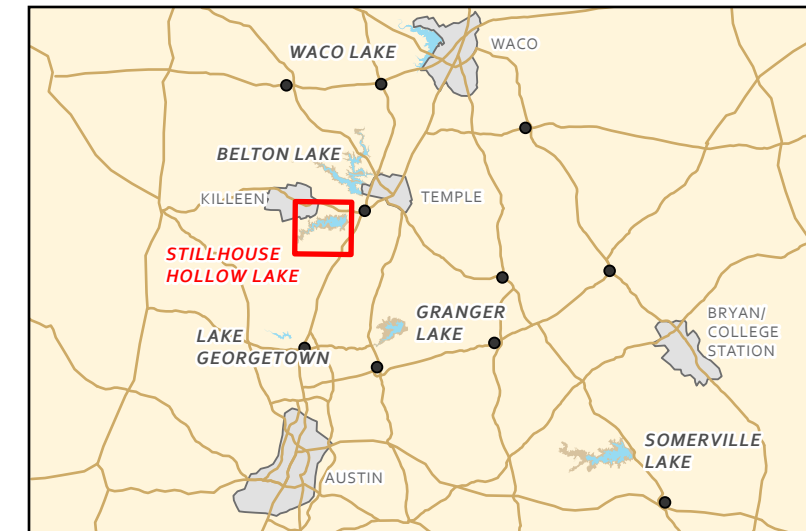 WACO LAKE
WACO
BELTON LAKE
KILLEEN
TEMPLE
STILLHOUSE
HOLLOW LAKE
GRANGER
LAKE
LAKE
GEORGETOWN
BRYAN/
COLLEGE
STATION
SOMERVILLE
LAKE
AUSTIN